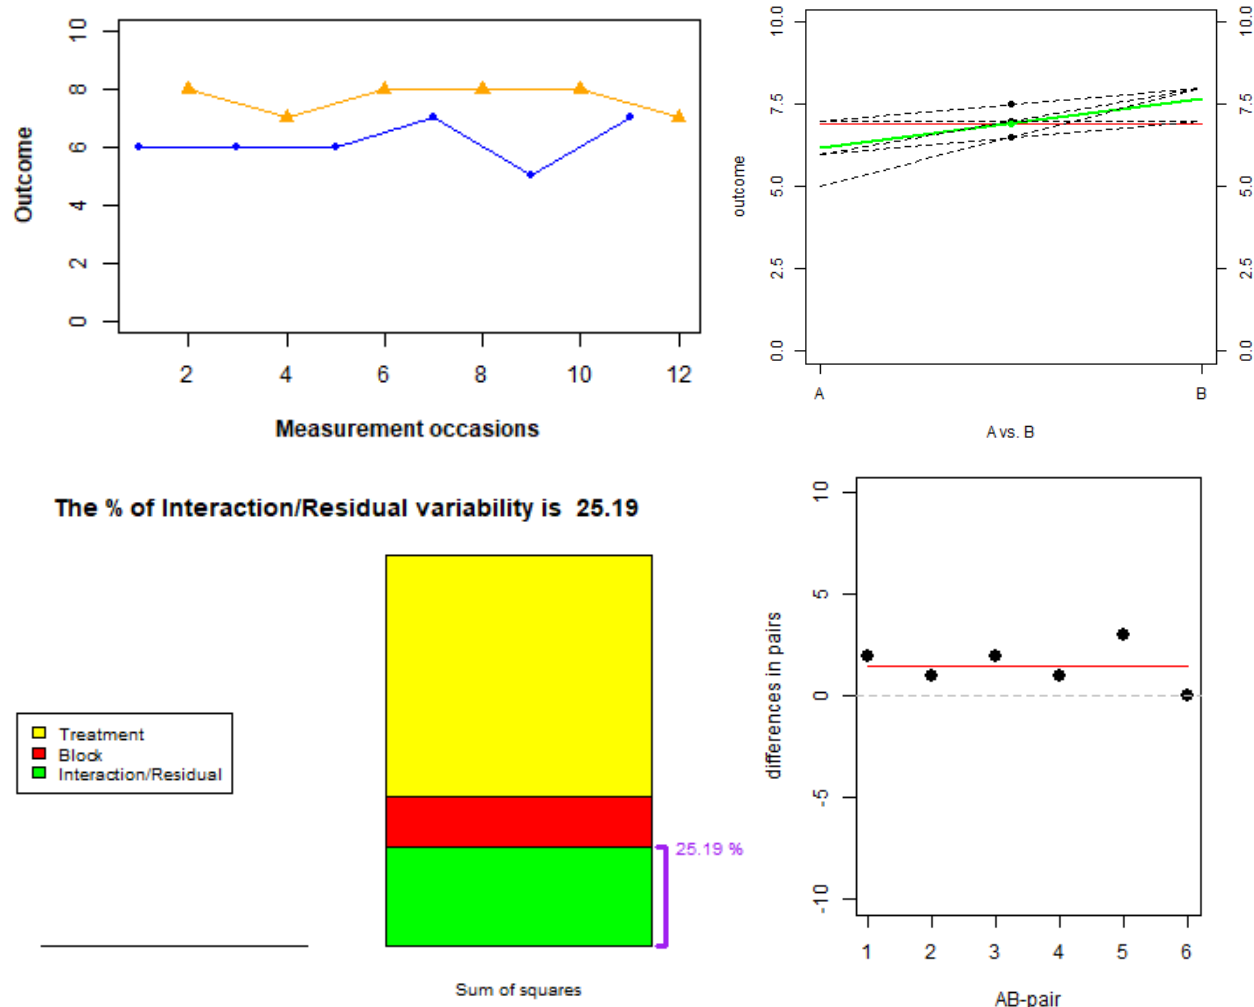 10
8
6
4
2
0
Outcome
2 4 6 8 10 12
Measurement occasions
10.0
7.5
5.0
2.5
0.0
outcome
10.0
7.5
5.0
2.5
0.0
A B
A vs. B
The % of Interaction/Residual variability is 25.19
Treatment
Block
Interaction/Residual
25.19 %
Sum of squares
10
5
0
-5
-10
differences in pairs
1 2 3 4 5 6
AB-pair